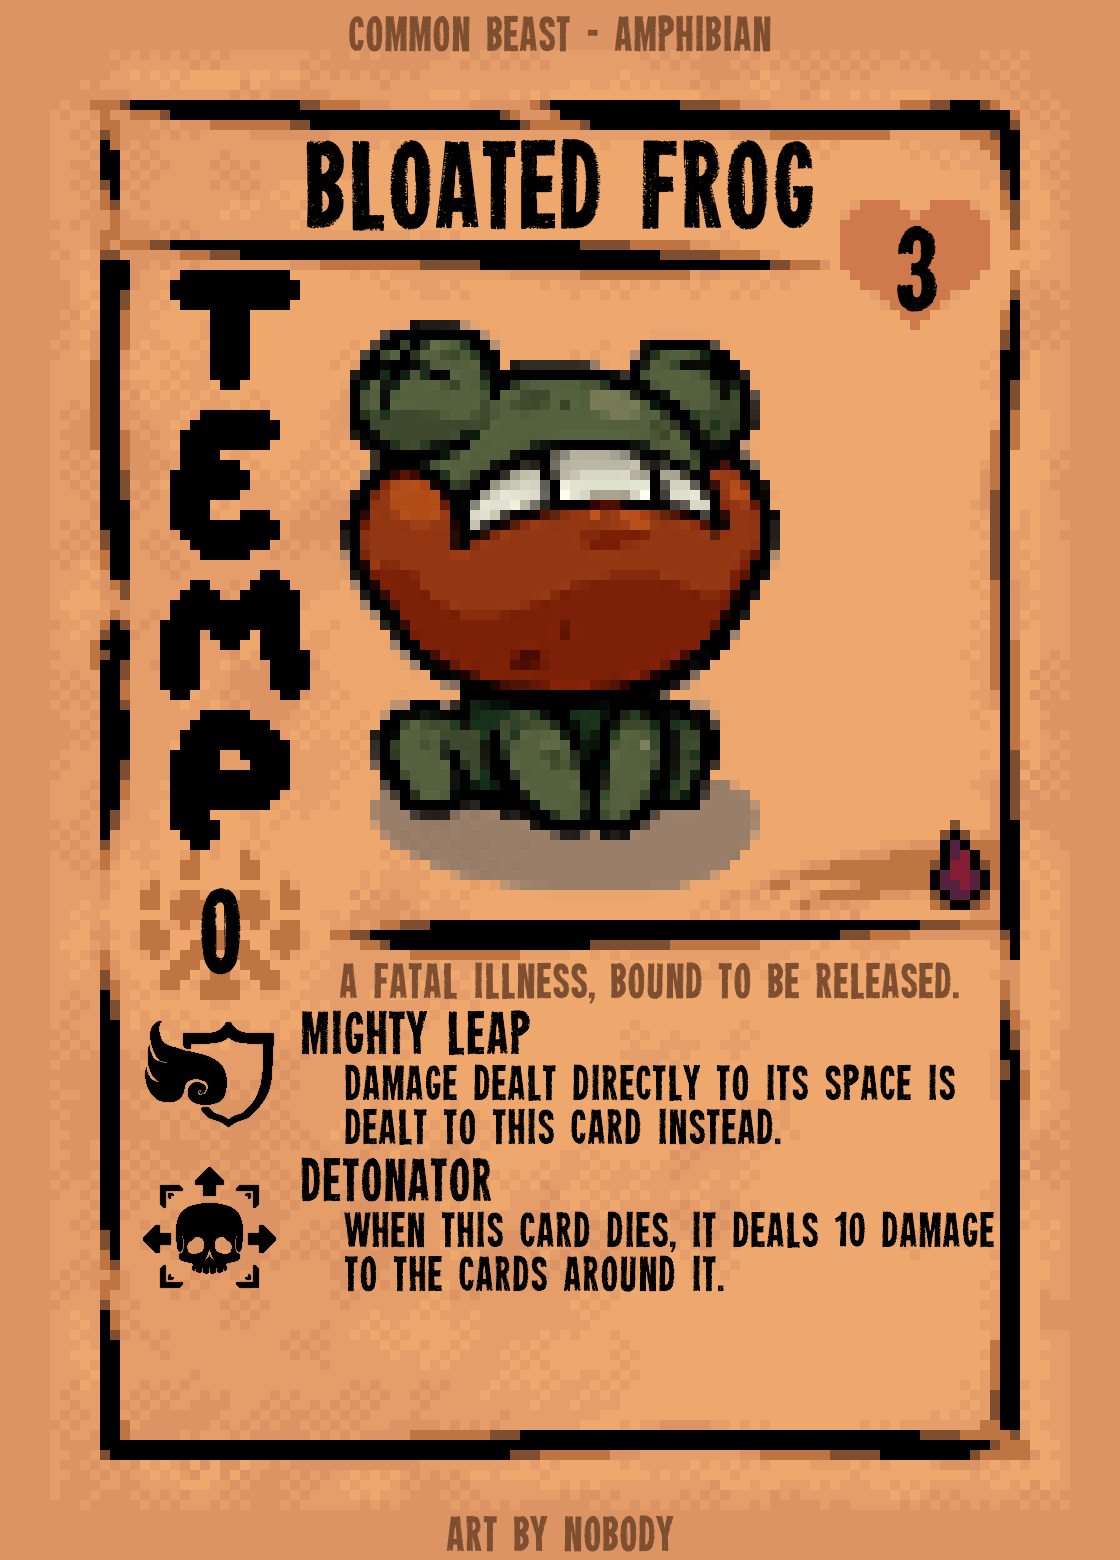 COMMON BEAST - AMPHIBIAN
BLOATED FROG
3
TEMP
0
A FATAL ILLNESS, BOUND TO BE RELEASED.
MIGHTY LEAP
DAMAGE DEALT DIRECTLY TO ITS SPACE IS
DEALT TO THIS CARD INSTEAD.
DETONATOR
WHEN THIS CARD DIES, IT DEALS 10 DAMAGE
TO THE CARDS AROUND IT.
ART BY NOBODY